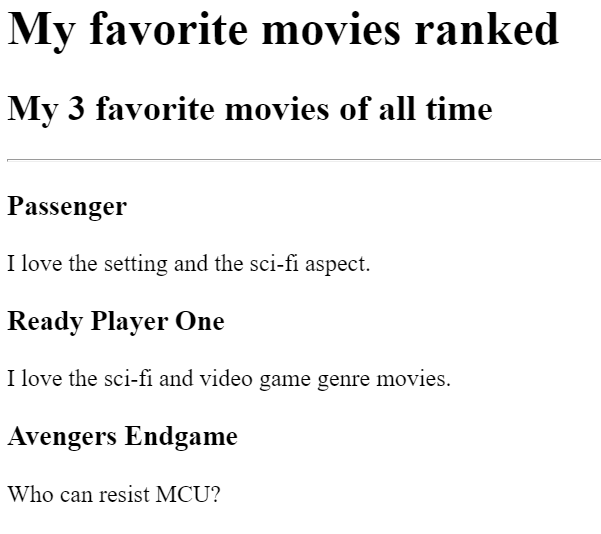 My favorite movies ranked
My 3 favorite movies of all time
Passenger
I love the setting and the sci-fi aspect.
Ready Player One
I love the sci-fi and video game genre movies.
Avengers Endgame
Who can resist MCU?